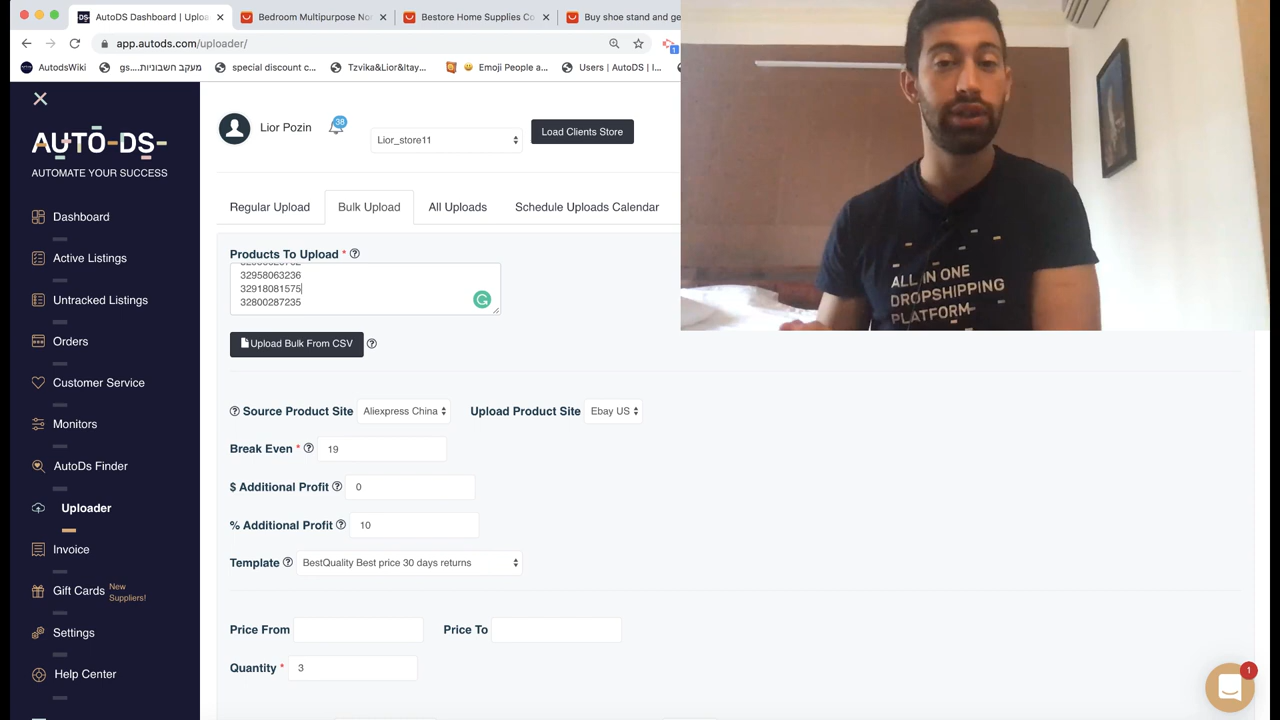 AutoDS Dashboard | Uploa
Bedroom Multipurpose Nor
Bestore Home Supplies Co
Buy shoe stand and ge
app.autods.com/uploader/
AutodsWiki
gs....מעקב חשבוניות
special discount c...
Tzvika&Lior&Itay...
Emoji People a...
Users | AutoDS | I...
AUTO-DS-
AUTOMATE YOUR SUCCESS
Lior Pozin
38
Lior_store11
Load Clients Store
Dashboard
Active Listings
Untracked Listings
Orders
Customer Service
Monitors
AutoDs Finder
Uploader
Invoice
Gift Cards New Suppliers!
Settings
Help Center
Regular Upload
Bulk Upload
All Uploads
Schedule Uploads Calendar
Products To Upload *
32958063236
32918081575
32800287235
Upload Bulk From CSV
Source Product Site Aliexpress China Upload Product Site Ebay US
Break Even * 19
$ Additional Profit 0
% Additional Profit 10
Template BestQuality Best price 30 days returns
Price From Price To
Quantity * 3
ALL IN ONE
DROPSHIPPING
PLATFORM
1